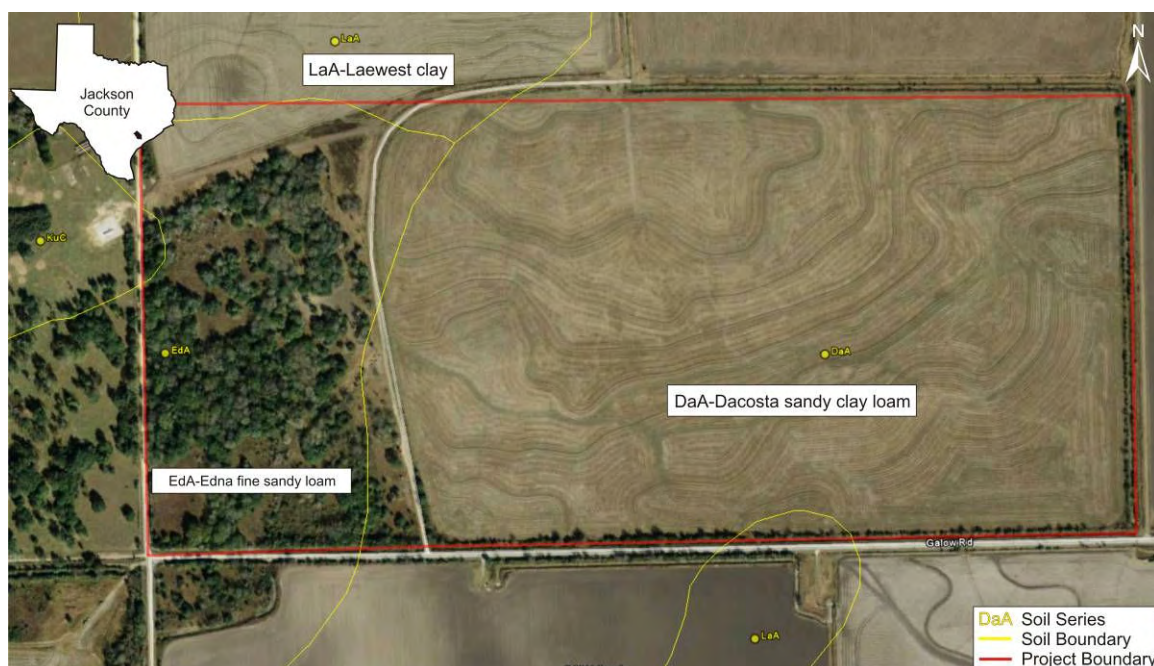 LaA
LaA-Laewest clay
N
Jackson
County
KuC
EdA
DaA
DaA-Dacosta sandy clay loam
EdA-Edna fine sandy loam
Galow Rd
LaA
DaA Soil Series
Soil Boundary
Project Boundary